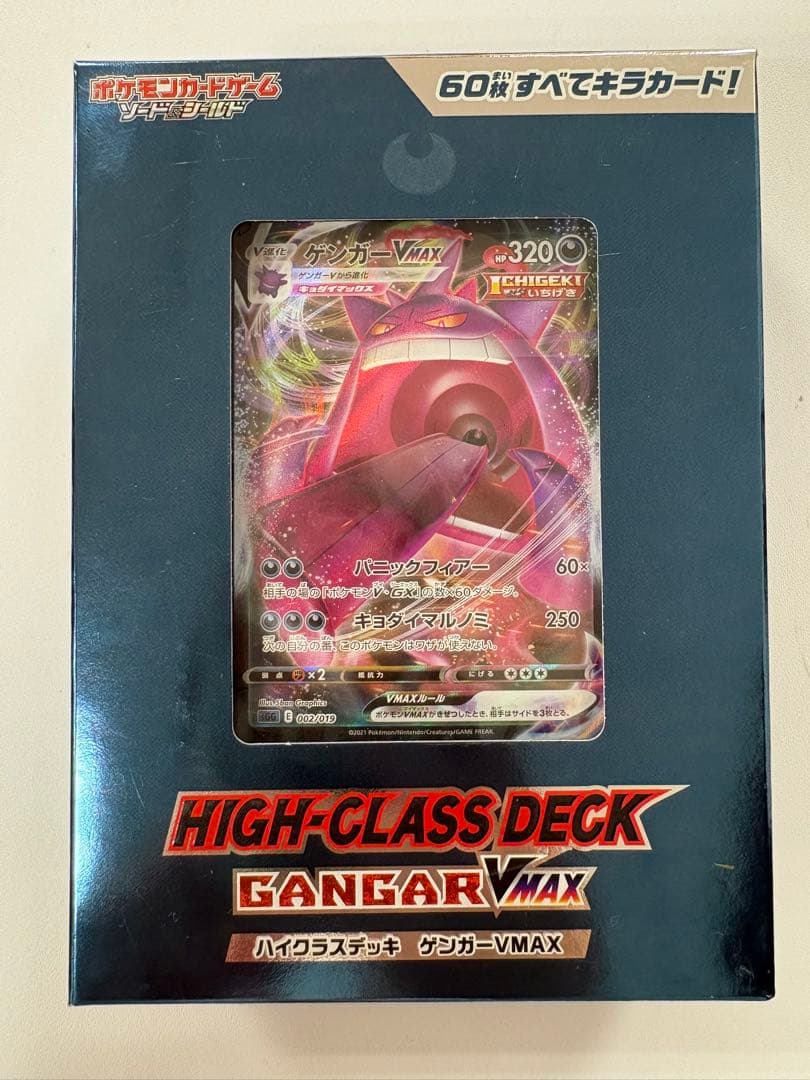 ポケモンカードゲーム
ソード&シールド
60枚すべてキラカード!
まい
V進化
ゲンガーVMAX
HP320
ゲンガーVから進化
キョダイマックス
ICHIGEKI
いちげき
パニックフィアー 60×
相手の場の「ポケモンV・GX」の数×60ダメージ。
キョダイマルノミ 250
次の自分の番、このポケモンはワザが使えない。
弱点 ×2 抵抗力 にげる
VMAXルール
ポケモンVMAXがきぜつしたとき、相手はサイドを3枚とる。
Illus. 5ban Graphics
SGG E 002/019
©2021 Pokémon/Nintendo/Creatures/GAME FREAK.
HIGH-CLASS DECK
GANGAR VMAX
ハイクラスデッキ ゲンガーVMAX